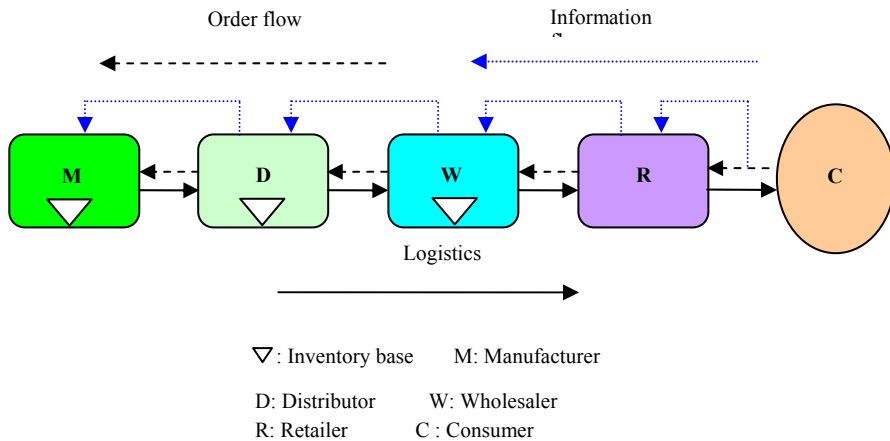 Order flow
Information
M
D
W
R
C
Logistics
: Inventory base M: Manufacturer
D: Distributor W: Wholesaler
R: Retailer C : Consumer